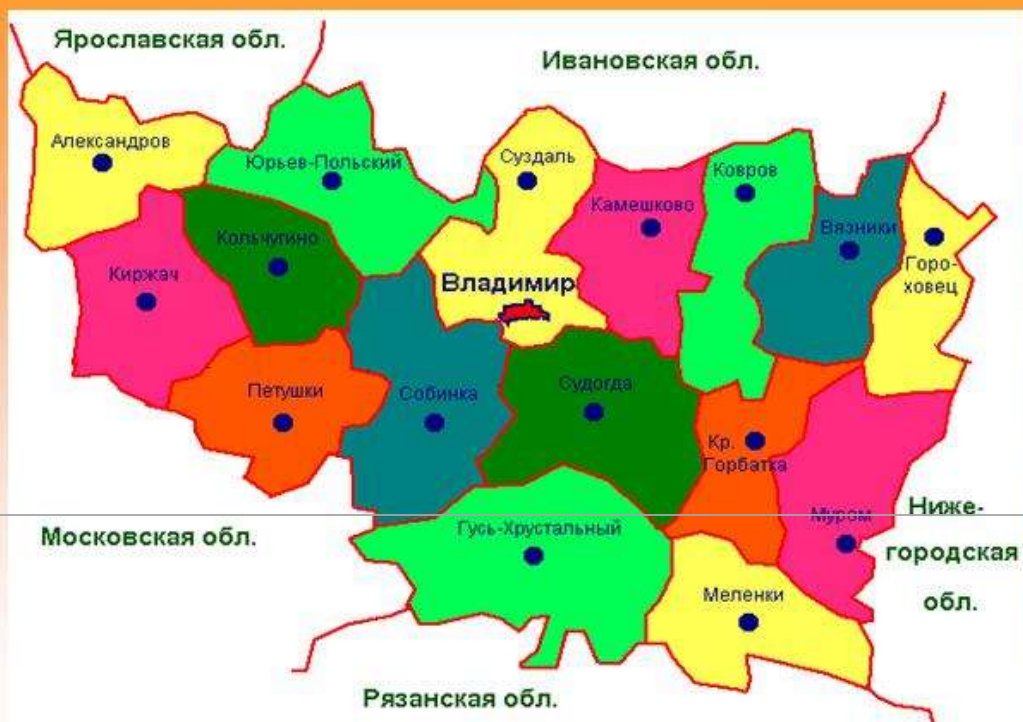 Ярославская обл.
Ивановская обл.
Александров
Юрьев-Польский
Суздаль
Ковров
Камешково
Вязники
Кольчугино
Киржач
Владимир
Горо-
ховец
Петушки
Собинка
Судогда
Кр.
Горбатка
Муром
Ниже-
городская
обл.
Московская обл.
Гусь-Хрустальный
Меленки
Рязанская обл.